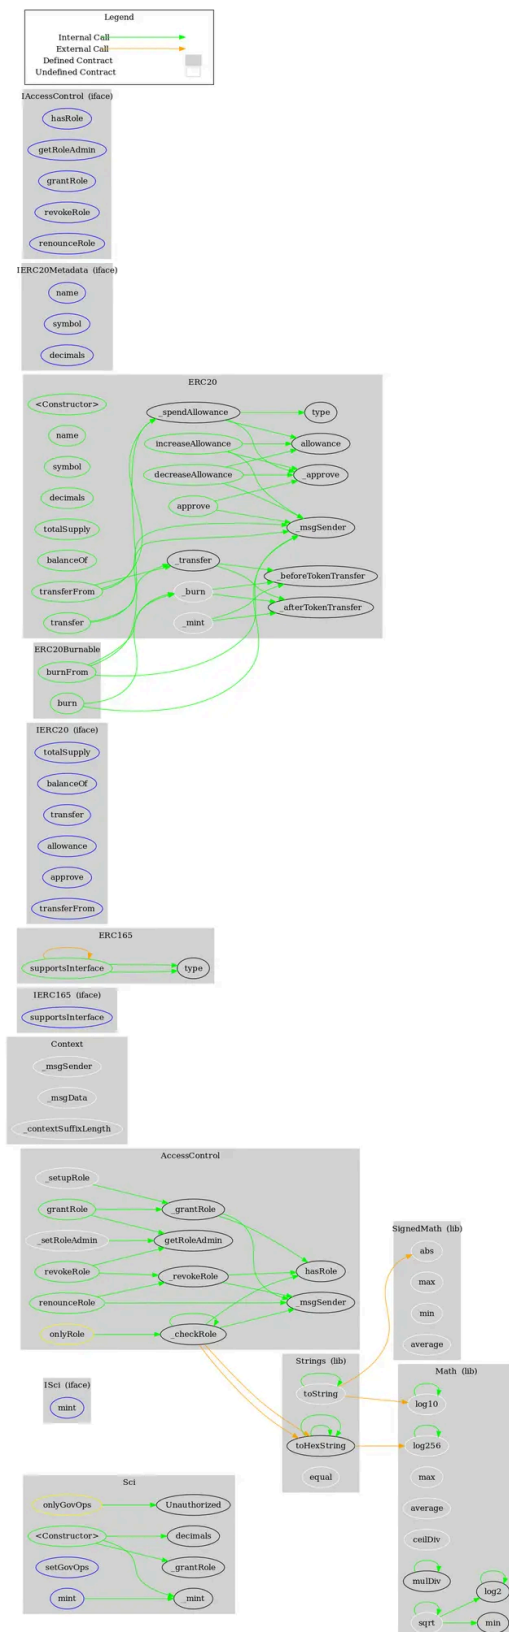 Legend
Internal Call
External Call
Defined Contract
Undefined Contract
IAccessControl (iface)
hasRole
getRoleAdmin
grantRole
revokeRole
renounceRole
IERC20Metadata (iface)
name
symbol
decimals
ERC20
<Constructor>
name
symbol
decimals
totalSupply
balanceOf
transferFrom
transfer
_spendAllowance
increaseAllowance
decreaseAllowance
approve
_transfer
_burn
_mint
type
allowance
_approve
_msgSender
_beforeTokenTransfer
_afterTokenTransfer
ERC20Burnable
burnFrom
burn
IERC20 (iface)
totalSupply
balanceOf
transfer
allowance
approve
transferFrom
ERC165
supportsInterface
type
IERC165 (iface)
supportsInterface
Context
_msgSender
_msgData
_contextSuffixLength
AccessControl
_setupRole
grantRole
_setRoleAdmin
revokeRole
renounceRole
onlyRole
_grantRole
getRoleAdmin
_revokeRole
_checkRole
hasRole
_msgSender
SignedMath (lib)
abs
max
min
average
Strings (lib)
toString
toHexString
equal
Math (lib)
log10
log256
max
average
ceilDiv
mulDiv
sqrt
log2
min
ISci (iface)
mint
Sci
onlyGovOps
<Constructor>
setGovOps
mint
Unauthorized
decimals
_grantRole
_mint